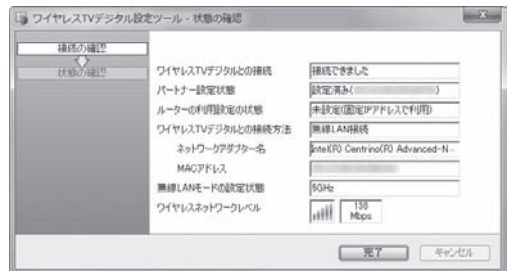 ワイヤレスTVデジタル設定ツール - 状態の確認
接続の確認
状態の確認
ワイヤレスTVデジタルとの接続 接続できました
パートナー設定状態 設定済み( )
ルーターの利用設定の状態 未設定(固定IPアドレスで利用)
ワイヤレスTVデジタルとの接続方法 無線LAN接続
ネットワークアダプター名 Intel(R) Centrino(R) Advanced-N -
MACアドレス
無線LANモードの設定状態 5GHz
ワイヤレスネットワークレベル 130 Mbps
完了 キャンセル